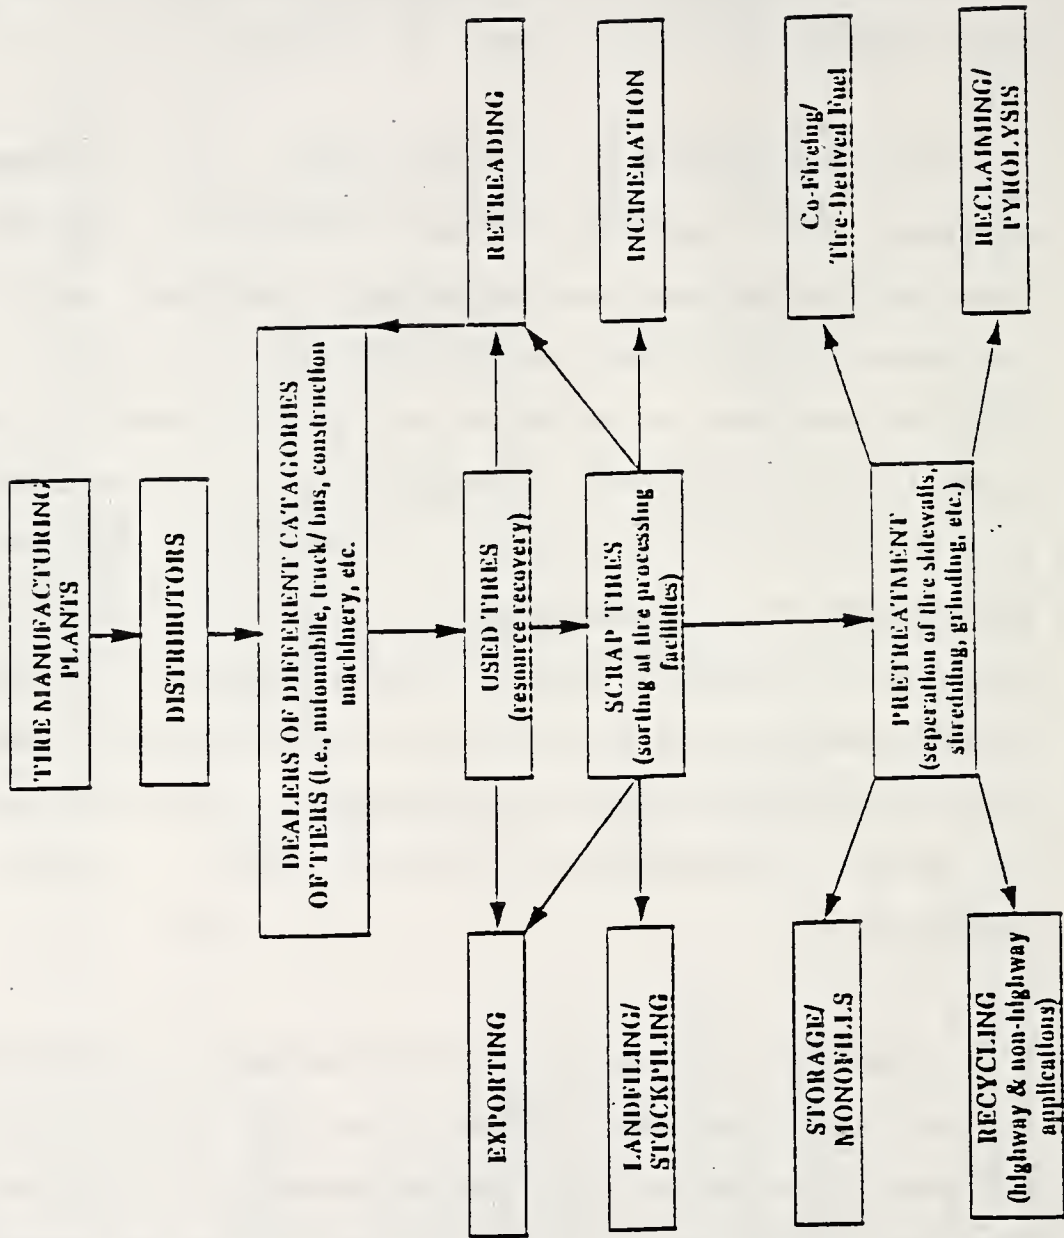 TIRE MANUFACTURING
PLANTS
DISTRIBUTORS
DEALERS OF DIFFERENT CATAGORIES
OF TIERS (i.e., automobile, truck/ bus, construction
machinery, etc.
EXPORTING
USED TIRES
(resource recovery)
RETREADING
LANDFILING/
STOCKPILING
SCRAP TIRES
(sorting at tire processing
facilities)
INCINERATION
STORAGE/
MONOFILLS
PRETREATMENT
(seperation of tire sidewalls,
shredding, grinding, etc.)
Co-Fireing/
Tire-Derived Fuel
RECYCLING
(highway & non-highway
applications)
RECLAIMING/
PYROLYSIS